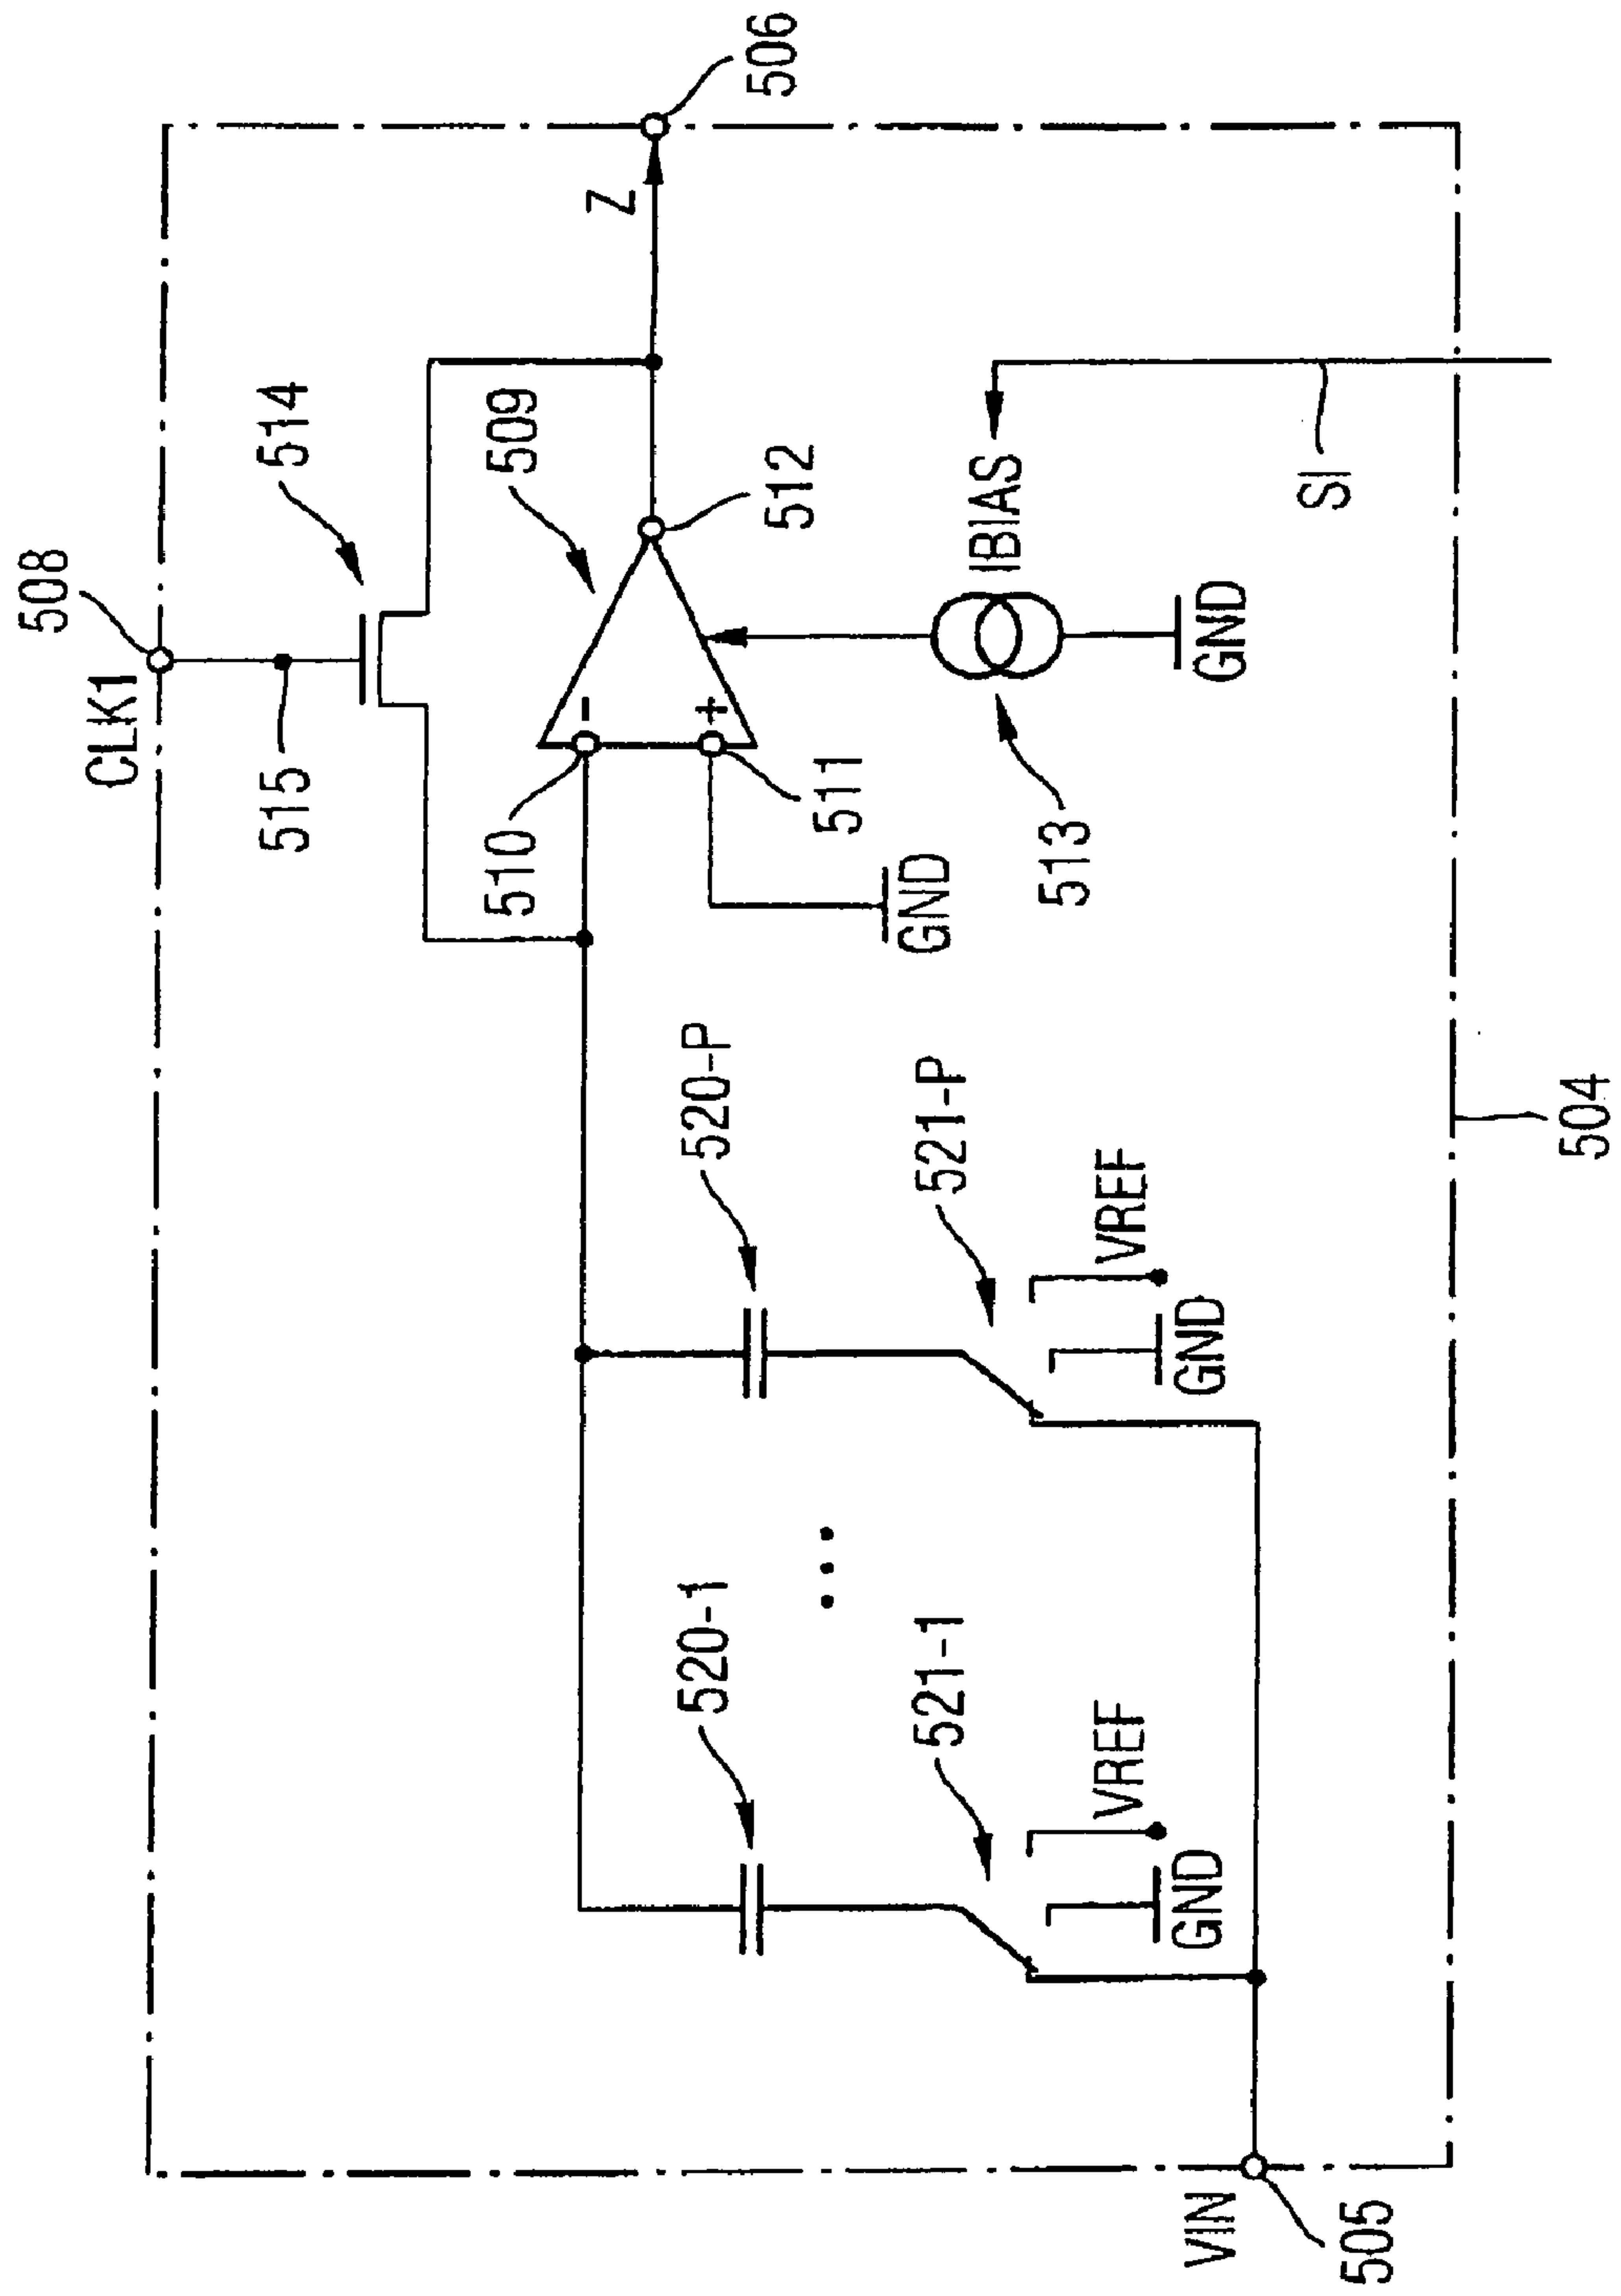 CLK1
508
515
514
Z
506
509
510
511
512
GND
IBIAS
513
GND
SI
520-1
520-P
...
521-1
521-P
VREF
GND
VREF
GND
VIN
505
504